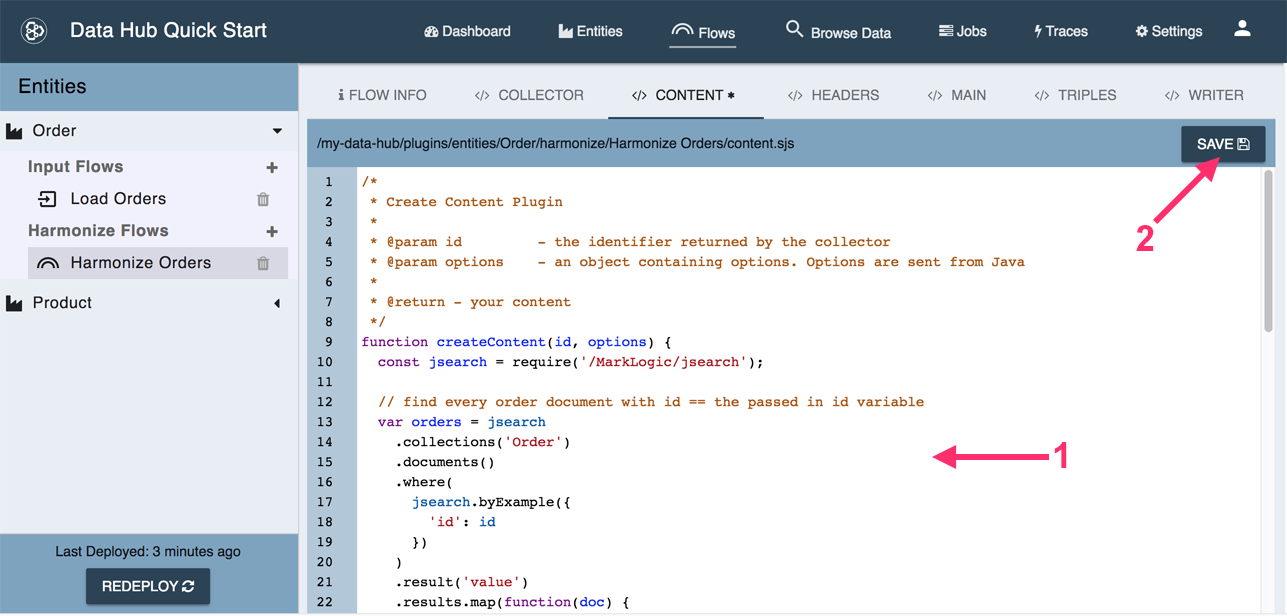 Data Hub Quick Start
Dashboard
Entities
Flows
Browse Data
Jobs
Traces
Settings
Entities
Order
Input Flows +
Load Orders
Harmonize Flows +
Harmonize Orders
Product
Last Deployed: 3 minutes ago
REDEPLOY
i FLOW INFO
</> COLLECTOR
</> CONTENT *
</> HEADERS
</> MAIN
</> TRIPLES
</> WRITER
/my-data-hub/plugins/entities/Order/harmonize/Harmonize Orders/content.sjs
SAVE
2
1 /*
2  * Create Content Plugin
3  *
4  * @param id         - the identifier returned by the collector
5  * @param options    - an object containing options. Options are sent from Java
6  *
7  * @return - your content
8  */
9 function createContent(id, options) {
10   const jsearch = require('/MarkLogic/jsearch');
11
12   // find every order document with id == the passed in id variable
13   var orders = jsearch
14     .collections('Order')
15     .documents()
16     .where(
17       jsearch.byExample({
18         'id': id
19       })
20     )
21     .result('value')
22     .results.map(function(doc) {
1